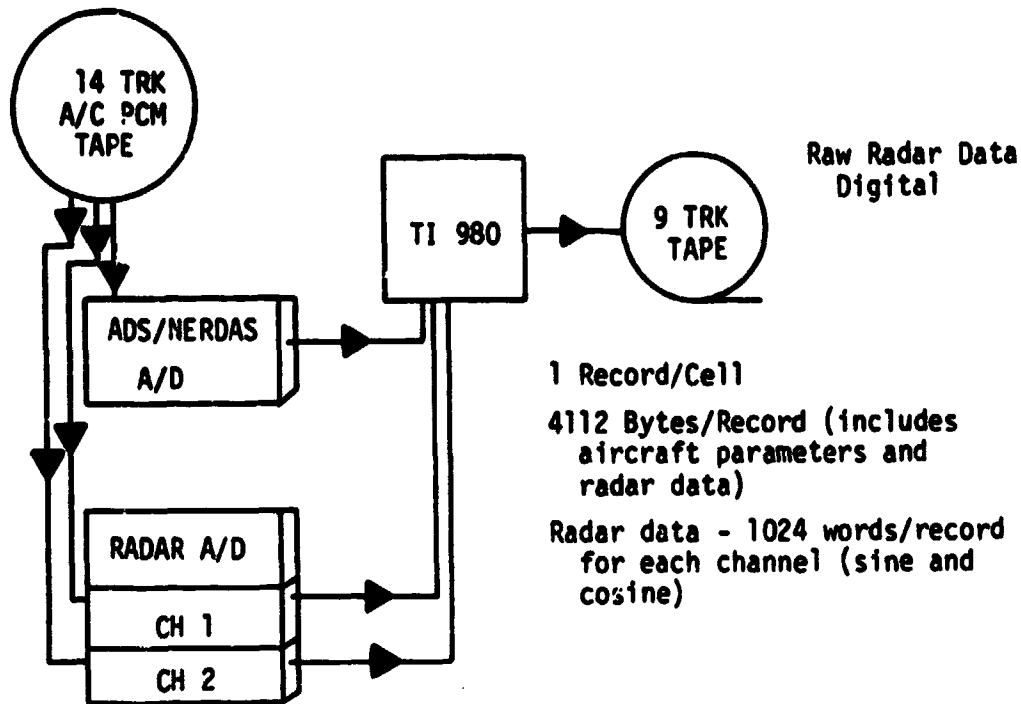 14 TRK
A/C PCM
TAPE
TI 980
9 TRK
TAPE
Raw Radar Data
Digital
ADS/NERDAS
A/D
1 Record/Cell
4112 Bytes/Record (includes
aircraft parameters and
radar data)
Radar data - 1024 words/record
for each channel (sine and
cosine)
RADAR A/D
CH 1
CH 2